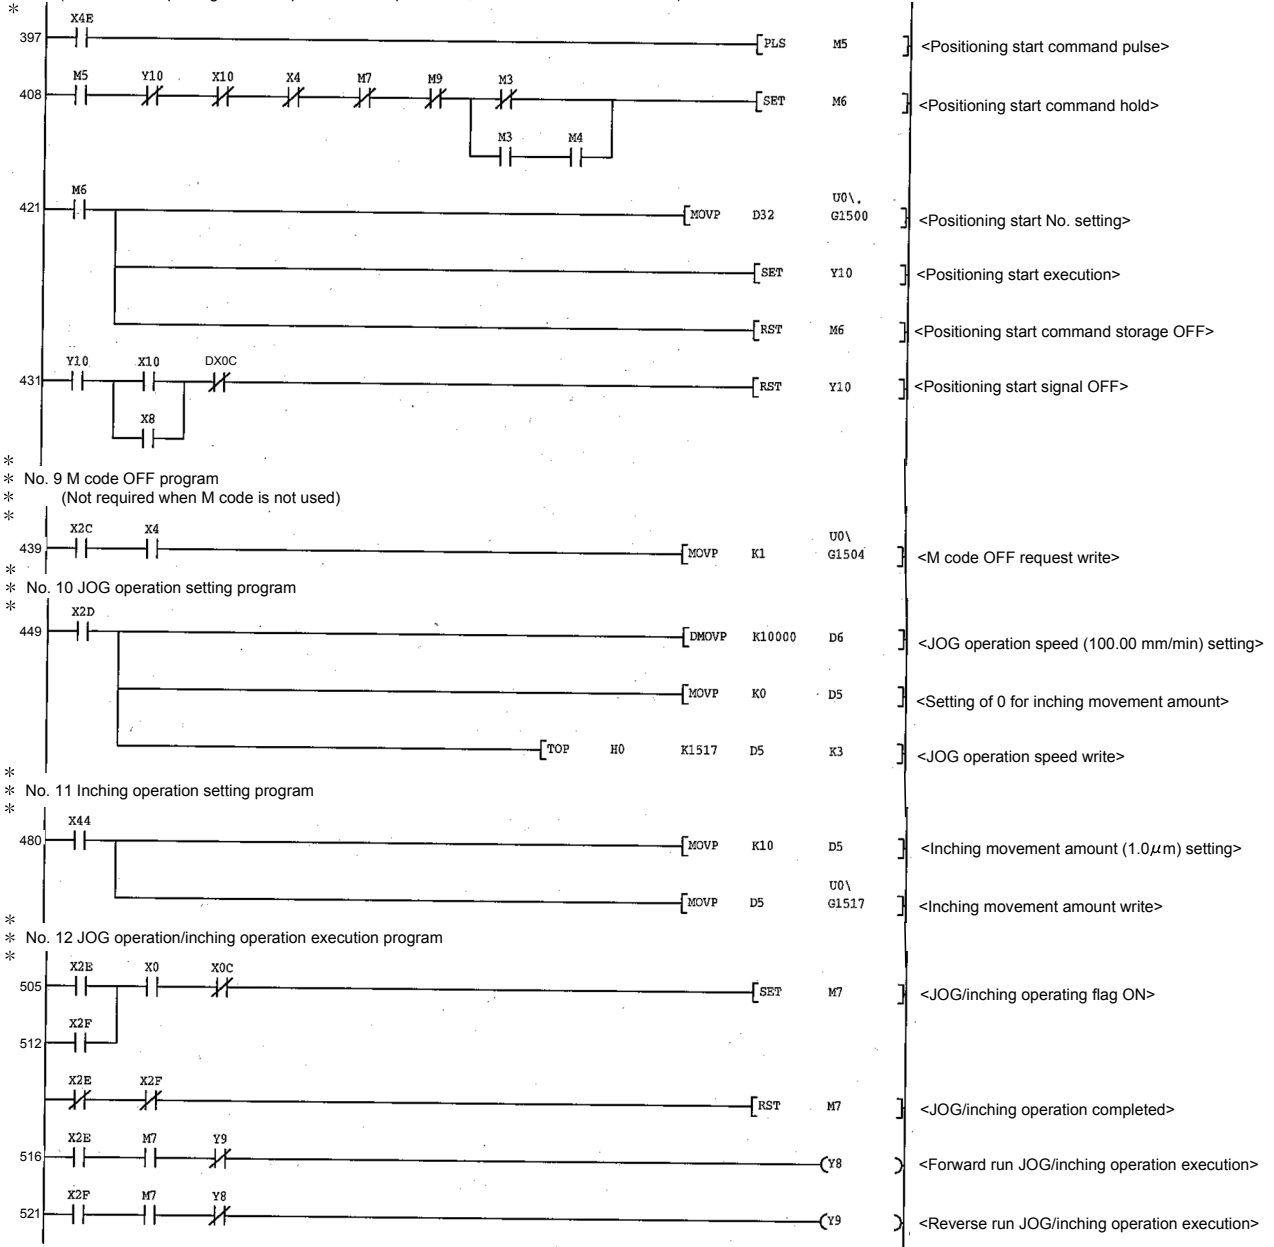 *
X4E
397 PLS M5 <Positioning start command pulse>
M5 Y10 X10 X4 M7 M9 M3
408 SET M6 <Positioning start command hold>
M3 M4
M6
U0\.
421 MOVP D32 G1500 <Positioning start No. setting>
SET Y10 <Positioning start execution>
RST M6 <Positioning start command storage OFF>
Y10 X10 DX0C
431 RST Y10 <Positioning start signal OFF>
X8
*
* No. 9 M code OFF program
* (Not required when M code is not used)
*
X2C X4
U0\
439 MOVP K1 G1504 <M code OFF request write>
*
* No. 10 JOG operation setting program
*
X2D
449 DMOVP K10000 D6 <JOG operation speed (100.00 mm/min) setting>
MOVP K0 D5 <Setting of 0 for inching movement amount>
TOP H0 K1517 D5 K3 <JOG operation speed write>
*
* No. 11 Inching operation setting program
*
X44
480 MOVP K10 D5 <Inching movement amount (1.0μm) setting>
U0\
MOVP D5 G1517 <Inching movement amount write>
*
* No. 12 JOG operation/inching operation execution program
*
X2E X0 X0C
505 SET M7 <JOG/inching operating flag ON>
X2F
512
X2E X2F
RST M7 <JOG/inching operation completed>
X2E M7 Y9
516 Y8 <Forward run JOG/inching operation execution>
X2F M7 Y8
521 Y9 <Reverse run JOG/inching operation execution>